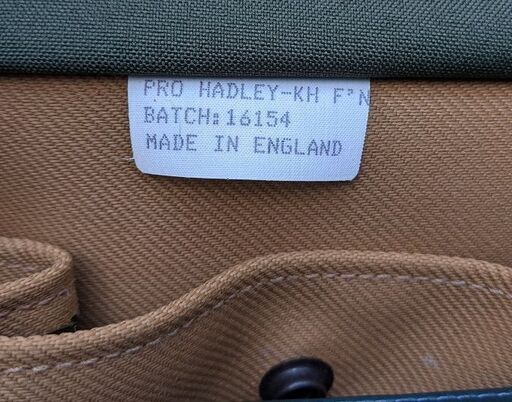 PRO HADLEY-KH F'N
BATCH:16154
MADE IN ENGLAND